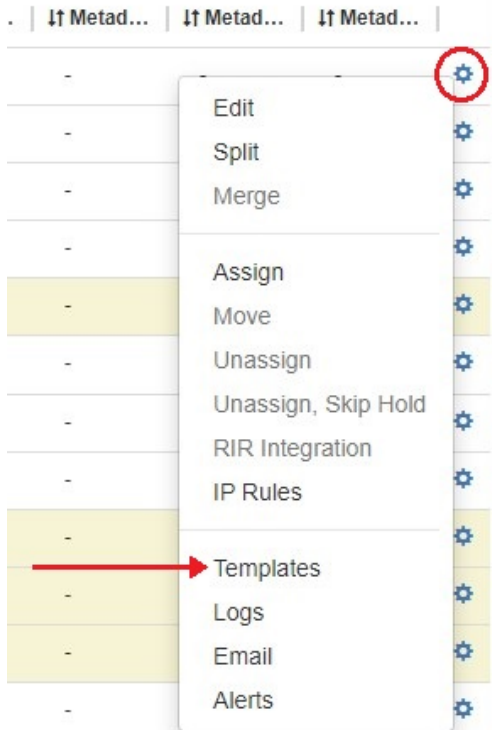 . ↓↑ Metad... ↓↑ Metad... ↓↑ Metad...
-
- - -
Edit
-
Split
-
Merge
-
Assign
-
Move
-
Unassign
-
Unassign, Skip Hold
-
RIR Integration
-
IP Rules
-
Templates
-
Logs
-
Email
-
Alerts
-